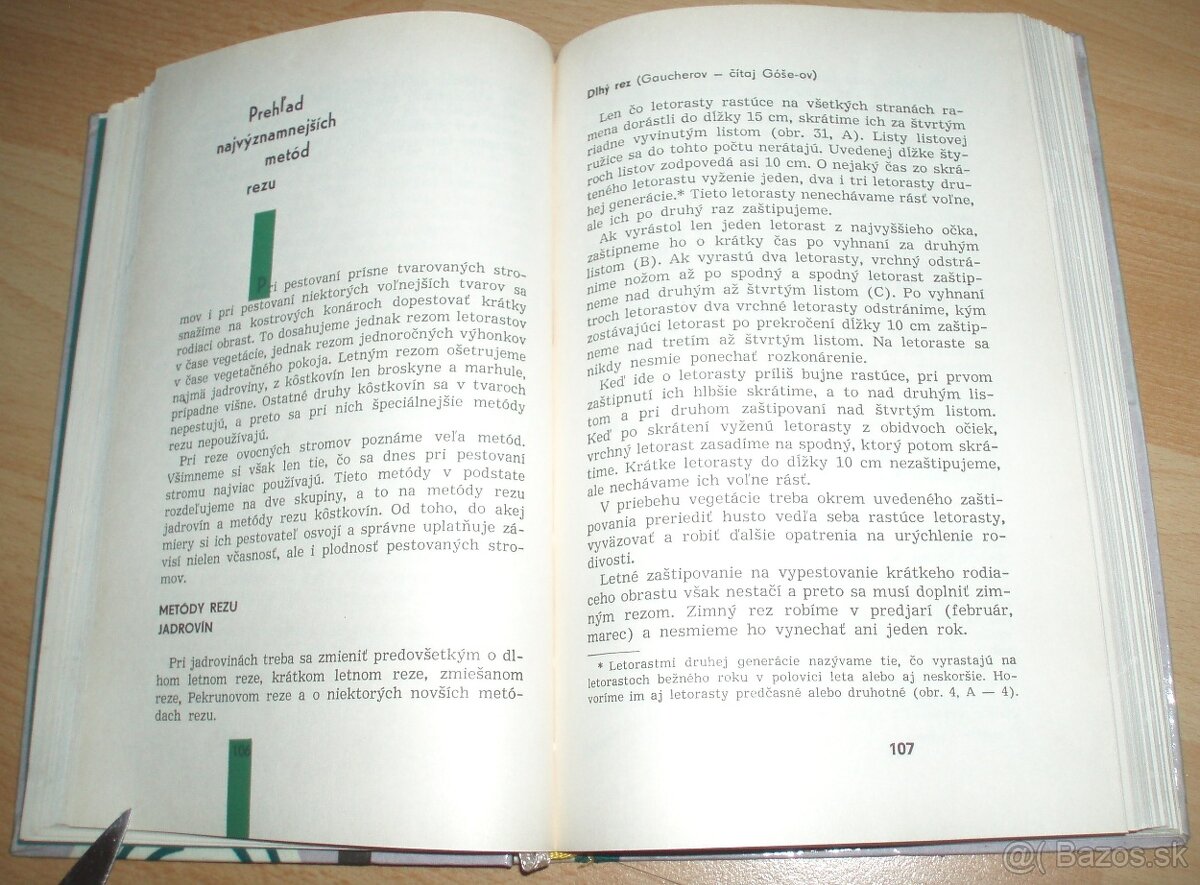 Prehľad
najvýznamnejších
metód
rezu
Pri pestovaní prísne tvarovaných stro-
mov i pri pestovaní niektorých voľnejších tvarov sa
snažíme na kostrových konároch dopestovať krátky
rodiaci obrast. To dosahujeme jednak rezom letorastov
v čase vegetácie, jednak rezom jednoročných výhonkov
v čase vegetačného pokoja. Letným rezom ošetrujeme
najmä jadroviny, z kôstkovín len broskyne a marhule,
prípadne višne. Ostatné druhy kôstkovín sa v tvaroch
nepestujú, a preto sa pri nich špeciálnejšie metódy
rezu nepoužívajú.
Pri reze ovocných stromov poznáme veľa metód.
Všimneme si však len tie, čo sa dnes pri pestovaní
stromu najviac používajú. Tieto metódy v podstate
rozdeľujeme na dve skupiny, a to na metódy rezu
jadrovín a metódy rezu kôstkovín. Od toho, do akej
miery si ich pestovateľ osvojí a správne uplatňuje zá-
visí nielen včasnosť, ale i plodnosť pestovaných stro-
mov.
METÓDY REZU
JADROVÍN
Pri jadrovinách treba sa zmieniť predovšetkým o dl-
hom letnom reze, krátkom letnom reze, zmiešanom
reze, Pekrunovom reze a o niektorých novších metó-
dach rezu.
106
Dlhý rez (Gaucherov — čítaj Góše-ov)
Len čo letorasty rastúce na všetkých stranách ra-
mena dorástli do dĺžky 15 cm, skrátime ich za štvrtým
riadne vyvinutým listom (obr. 31, A). Listy listovej
ružice sa do tohto počtu nerátajú. Uvedenej dĺžke šty-
roch listov zodpovedá asi 10 cm. O nejaký čas zo skrá-
teného letorastu vyženie jeden, dva i tri letorasty dru-
hej generácie.* Tieto letorasty nenechávame rásť voľne,
ale ich po druhý raz zaštipujeme.
Ak vyrástol len jeden letorast z najvyššieho očka,
zaštipneme ho o krátky čas po vyhnaní za druhým
listom (B). Ak vyrastú dva letorasty, vrchný odstrá-
nime nožom až po spodný a spodný letorast zaštip-
neme nad druhým až štvrtým listom (C). Po vyhnaní
troch letorastov dva vrchné letorasty odstránime, kým
zostávajúci letorast po prekročení dĺžky 10 cm zaštip-
neme nad tretím až štvrtým listom. Na letoraste sa
nikdy nesmie ponechať rozkonárenie.
Keď ide o letorasty príliš bujne rastúce, pri prvom
zaštipnutí ich hlbšie skrátime, a to nad druhým lis-
tom a pri druhom zaštipovaní nad štvrtým listom.
Keď po skrátení vyženú letorasty z obidvoch očiek,
vrchný letorast zasadíme na spodný, ktorý potom skrá-
time. Krátke letorasty do dĺžky 10 cm nezaštipujeme,
ale nechávame ich voľne rásť.
V priebehu vegetácie treba okrem uvedeného zašti-
povania preriediť husto vedľa seba rastúce letorasty,
vyväzovať a robiť ďalšie opatrenia na urýchlenie ro-
divosti.
Letné zaštipovanie na vypestovanie krátkeho rodia-
ceho obrastu však nestačí a preto sa musí doplniť zim-
ným rezom. Zimný rez robíme v predjarí (február,
marec) a nesmieme ho vynechať ani jeden rok.
* Letorastmi druhej generácie nazývame tie, čo vyrastajú na
letorastoch bežného roku v polovici leta alebo aj neskoršie. Ho-
voríme im aj letorasty predčasné alebo druhotné (obr. 4, A — 4).
107
@( Bazos.sk